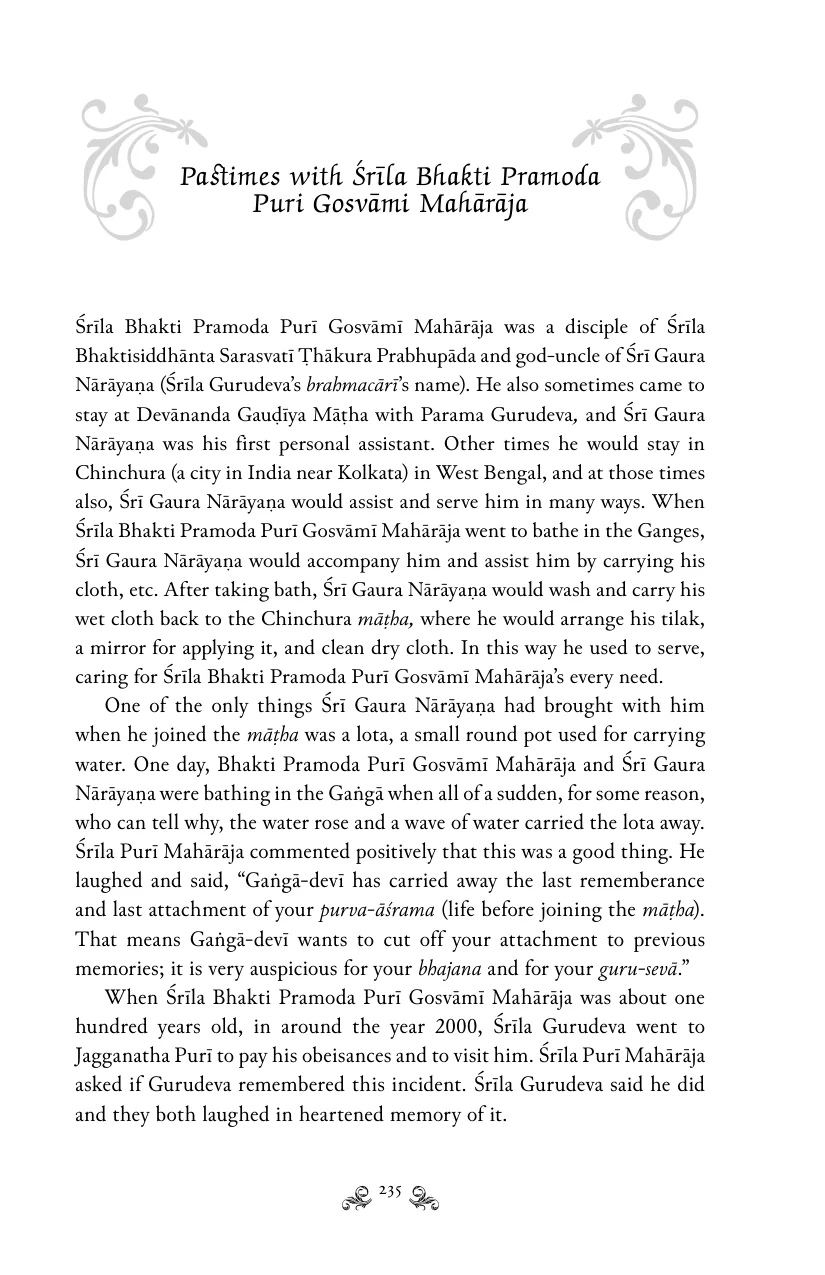 Pastimes with Śrīla Bhakti Pramoda
Puri Gosvāmi Mahārāja
Śrīla Bhakti Pramoda Purī Gosvāmī Mahārāja was a disciple of Śrīla
Bhaktisiddhānta Sarasvatī Ṭhākura Prabhupāda and god-uncle of Śrī Gaura
Nārāyaṇa (Śrīla Gurudeva’s brahmacārī’s name). He also sometimes came to
stay at Devānanda Gauḍīya Māṭha with Parama Gurudeva, and Śrī Gaura
Nārāyaṇa was his first personal assistant. Other times he would stay in
Chinchura (a city in India near Kolkata) in West Bengal, and at those times
also, Śrī Gaura Nārāyaṇa would assist and serve him in many ways. When
Śrīla Bhakti Pramoda Purī Gosvāmī Mahārāja went to bathe in the Ganges,
Śrī Gaura Nārāyaṇa would accompany him and assist him by carrying his
cloth, etc. After taking bath, Śrī Gaura Nārāyaṇa would wash and carry his
wet cloth back to the Chinchura māṭha, where he would arrange his tilak,
a mirror for applying it, and clean dry cloth. In this way he used to serve,
caring for Śrīla Bhakti Pramoda Purī Gosvāmī Mahārāja’s every need.
One of the only things Śrī Gaura Nārāyaṇa had brought with him
when he joined the māṭha was a lota, a small round pot used for carrying
water. One day, Bhakti Pramoda Purī Gosvāmī Mahārāja and Śrī Gaura
Nārāyaṇa were bathing in the Gaṅgā when all of a sudden, for some reason,
who can tell why, the water rose and a wave of water carried the lota away.
Śrīla Purī Mahārāja commented positively that this was a good thing. He
laughed and said, “Gaṅgā-devī has carried away the last rememberance
and last attachment of your purva-āśrama (life before joining the māṭha).
That means Gaṅgā-devī wants to cut off your attachment to previous
memories; it is very auspicious for your bhajana and for your guru-sevā.”
When Śrīla Bhakti Pramoda Purī Gosvāmī Mahārāja was about one
hundred years old, in around the year 2000, Śrīla Gurudeva went to
Jagganatha Purī to pay his obeisances and to visit him. Śrīla Purī Mahārāja
asked if Gurudeva remembered this incident. Śrīla Gurudeva said he did
and they both laughed in heartened memory of it.
235